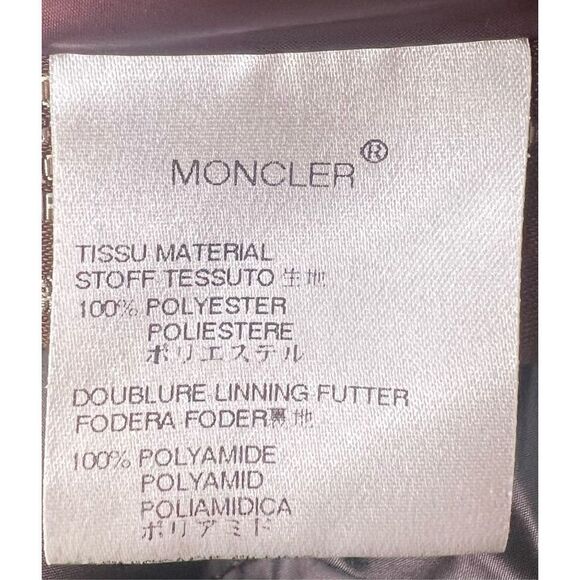 MONCLER®
TISSU MATERIAL
STOFF TESSUTO 生地
100% POLYESTER
POLIESTERE
ポリエステル
DOUBLURE LINNING FUTTER
FODERA FODER裏地
100% POLYAMIDE
POLYAMID
POLIAMIDICA
ポリアミド